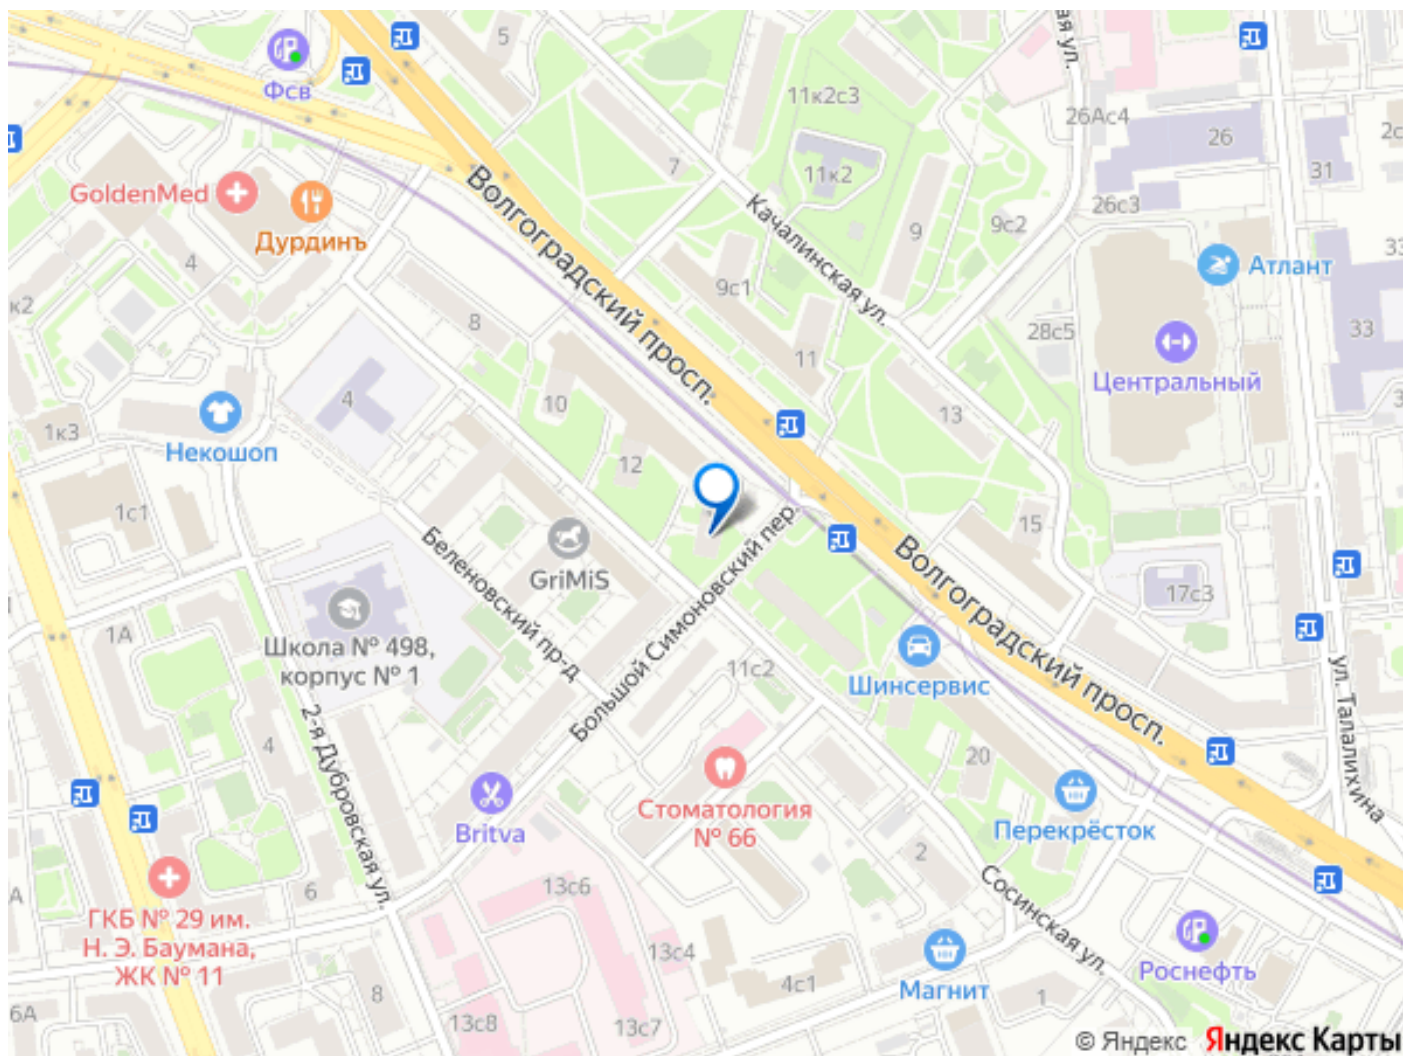 5
Фсв
11к2с3
26Ас4
26
2с
31
7
11к2
GoldenMed
Дурдинъ
4
26с3
9
9с2
Волгоградский просп.
Качалинская ул.
Атлант
33
9с1
к2
8
11
28с5
33
Центральный
4
10
13
1к3
Некошоп
12
1с1
15
Беленовский пр-д
GriMiS
Большой Симоновский пер.
Волгоградский просп.
17с3
1А
Школа № 498,
корпус № 1
11с2
Шинсервис
ул. Талалихина
2-я Дубровская ул.
4
20
Britva
Стоматология
№ 66
Перекрёсток
2
6
13с6
Сосинская ул.
А
ГКБ № 29 им.
Н. Э. Баумана,
ЖК № 11
13с4
Магнит
4с1
1
Роснефть
8
6А
13с8
13с7
© Яндекс Яндекс Карты